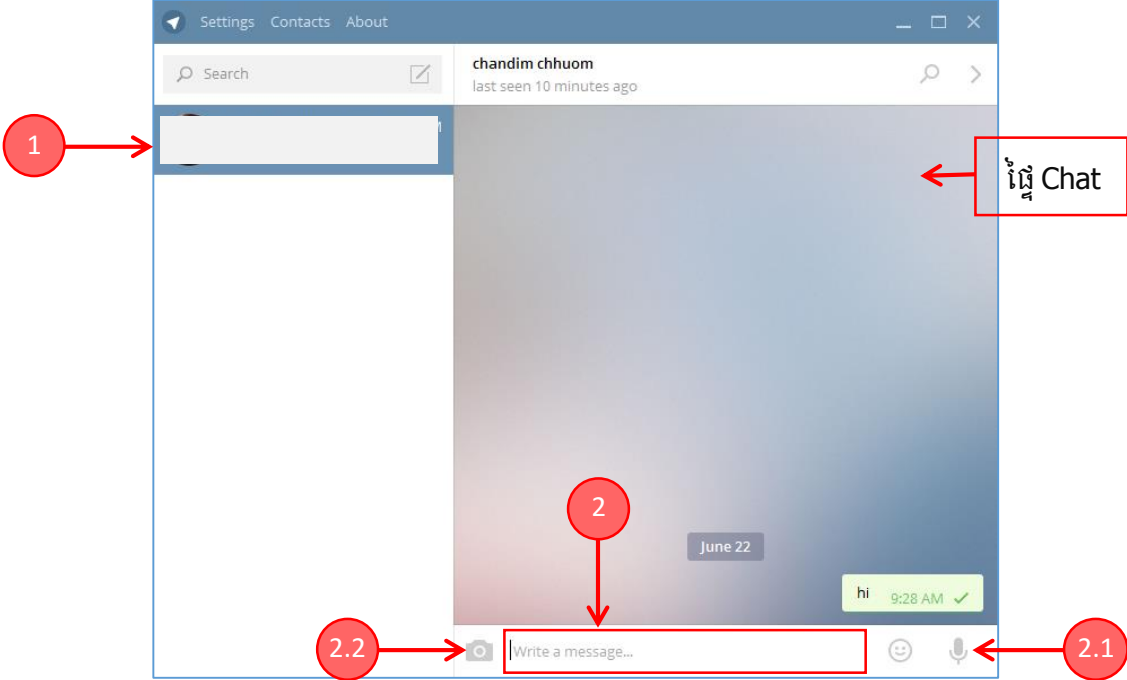 Settings Contacts About
Search
chandim chhuom
last seen 10 minutes ago
1
M
ផ្ទៃ Chat
2
June 22
hi 9:28 AM
2.2
Write a message...
2.1